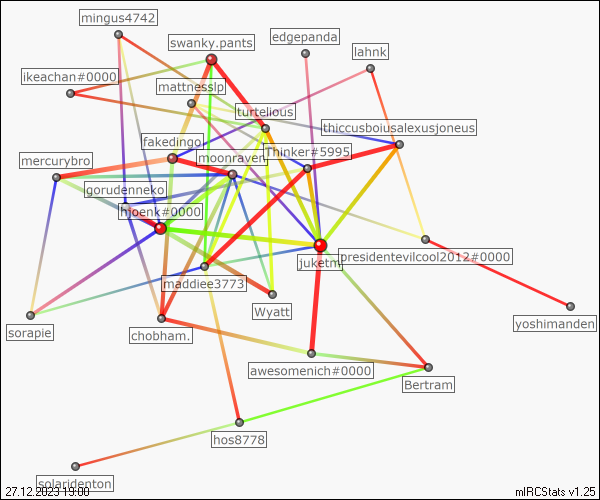 mingus4742
edgepanda
swanky.pants
lahnk
ikeachan#0000
mattnesslp
turtelious
thiccusboiusalexusjoneus
fakedingo
moonraven
Thinker#5995
mercurybro
gorudenneko
hjoenk#0000
juketm
presidentevilcool2012#0000
maddiee3773
Wyatt
yoshimanden
sorapie
chobham.
awesomenich#0000
Bertram
hos8778
solaridenton
27.12.2023 19:00
mIRCStats v1.25